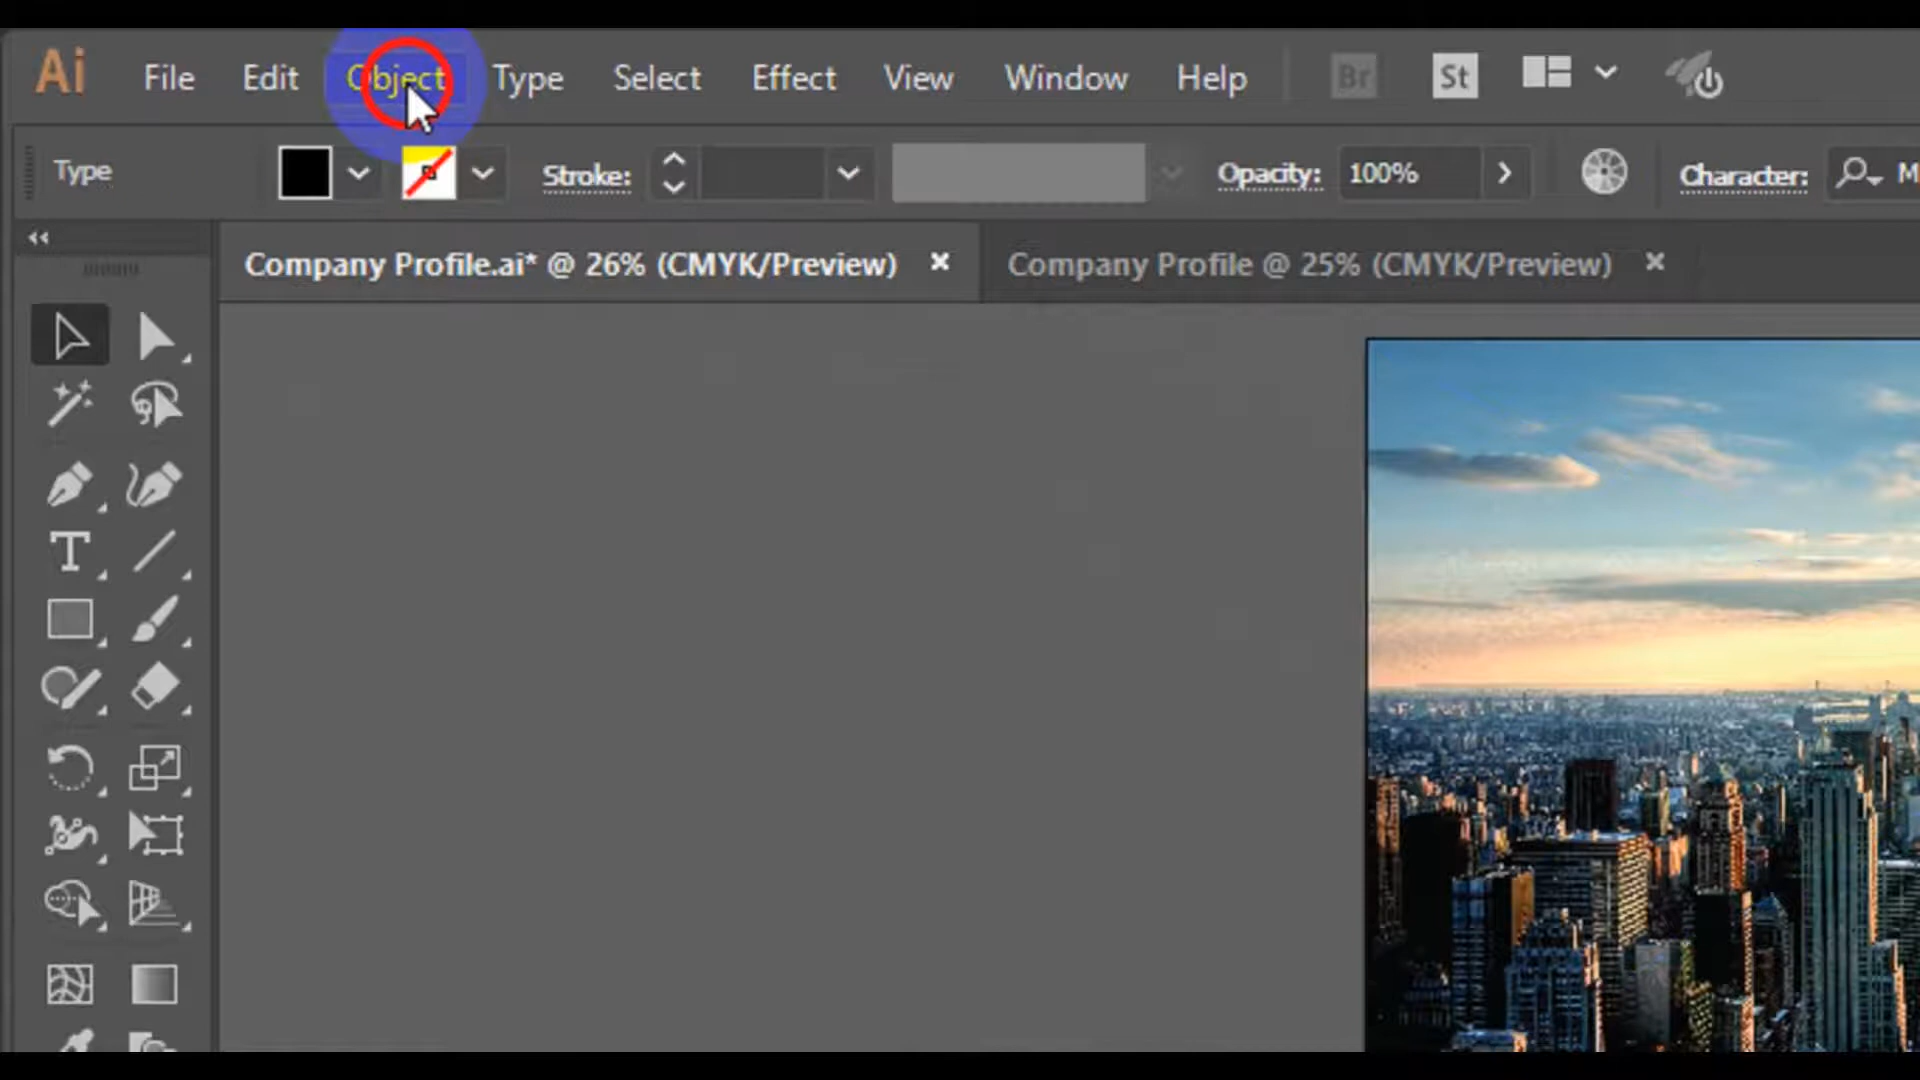 Ai File Edit Object Type Select Effect View Window Help Br St
Type Stroke: Opacity: 100% Character: M
Company Profile.ai* @ 26% (CMYK/Preview) × Company Profile @ 25% (CMYK/Preview) ×
T